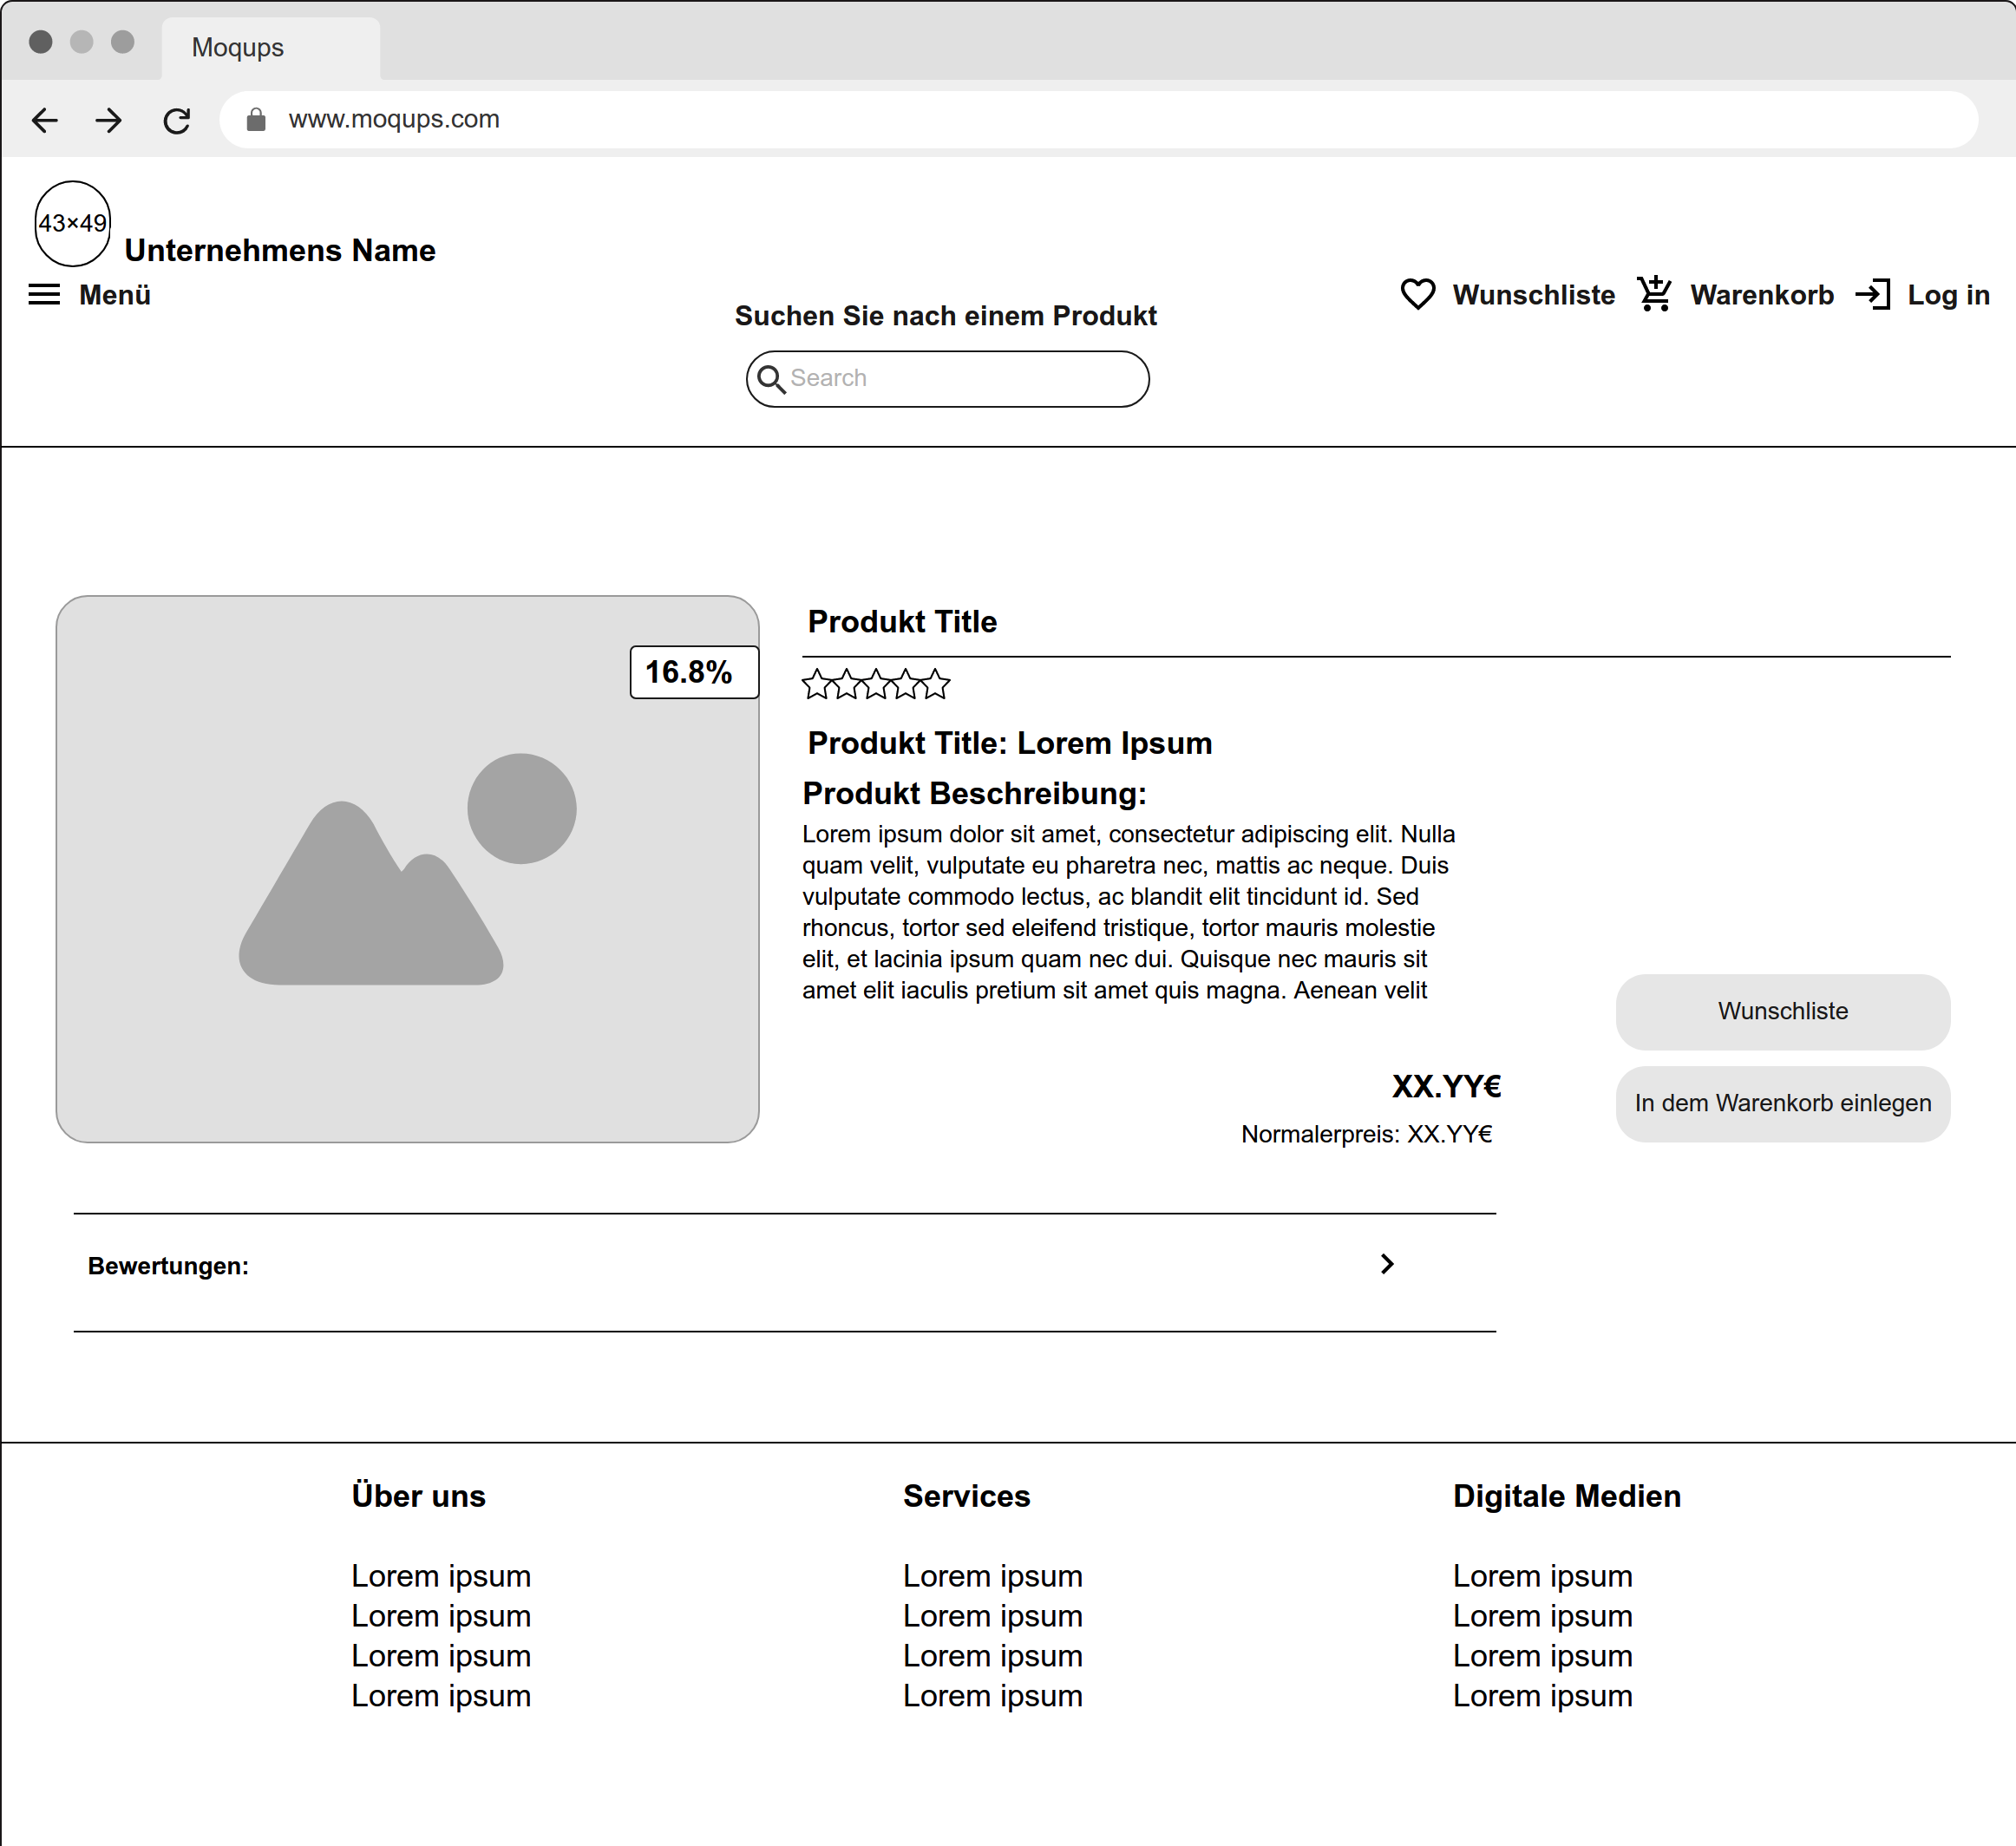 Moqups
www.moqups.com
43×49
Unternehmens Name
Menü
Wunschliste
Warenkorb
Log in
Suchen Sie nach einem Produkt
Search
16.8%
Produkt Title
Produkt Title: Lorem Ipsum
Produkt Beschreibung:
Lorem ipsum dolor sit amet, consectetur adipiscing elit. Nulla
quam velit, vulputate eu pharetra nec, mattis ac neque. Duis
vulputate commodo lectus, ac blandit elit tincidunt id. Sed
rhoncus, tortor sed eleifend tristique, tortor mauris molestie
elit, et lacinia ipsum quam nec dui. Quisque nec mauris sit
amet elit iaculis pretium sit amet quis magna. Aenean velit
XX.YY€
Normalerpreis: XX.YY€
Wunschliste
In dem Warenkorb einlegen
Bewertungen:
Über uns
Lorem ipsum
Lorem ipsum
Lorem ipsum
Lorem ipsum
Services
Lorem ipsum
Lorem ipsum
Lorem ipsum
Lorem ipsum
Digitale Medien
Lorem ipsum
Lorem ipsum
Lorem ipsum
Lorem ipsum